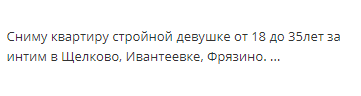 Сниму квартиру стройной девушке от 18 до 35лет за
интим в Щелково, Ивантеевке, Фрязино. ...